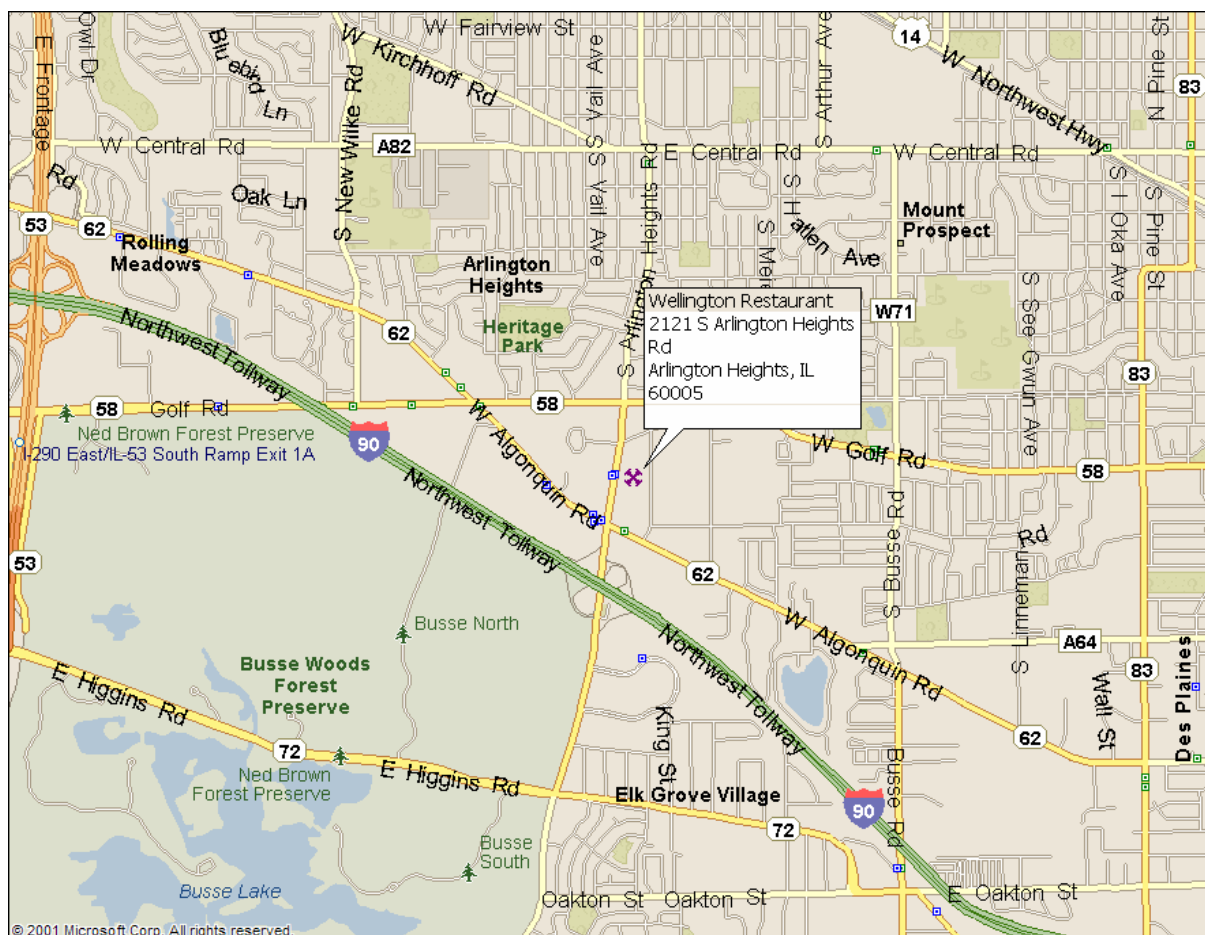 W Fairview St
14
Owl Dr
Bluebird Ln
W Kirchhoff Rd
S Vail Ave
S Arthur Ave
W Northwest Hwy
N Pine St
83
E Frontage
S New Wilke Rd
W Central Rd
A82
E Central Rd
W Central Rd
Rd
Oak Ln
S Vail Ave
S Arlington Heights Rd
S Hatlen Ave
S I Oka Ave
S Pine St
53
62
Rolling
Meadows
Arlington
Heights
Mount
Prospect
Wellington Restaurant
2121 S Arlington Heights
Rd
Arlington Heights, IL
60005
W71
Northwest Tollway
62
Heritage
Park
S See Gwun Ave
83
58
Golf Rd
58
Ned Brown Forest Preserve
I-290 East/IL-53 South Ramp Exit 1A
90
W Algonquin Rd
W Golf Rd
58
Northwest Tollway
S Busse Rd
S Linneman Rd
53
62
Busse North
W Algonquin Rd
A64
Northwest Tollway
Busse Woods
Forest
Preserve
E Higgins Rd
83
Wall St
Des Plaines
King St
62
72
E Higgins Rd
Busse Rd
Ned Brown
Forest Preserve
Elk Grove Village
90
72
Busse
South
Busse Lake
Oakton St
E Oakton St
© 2001 Microsoft Corp. All rights reserved.